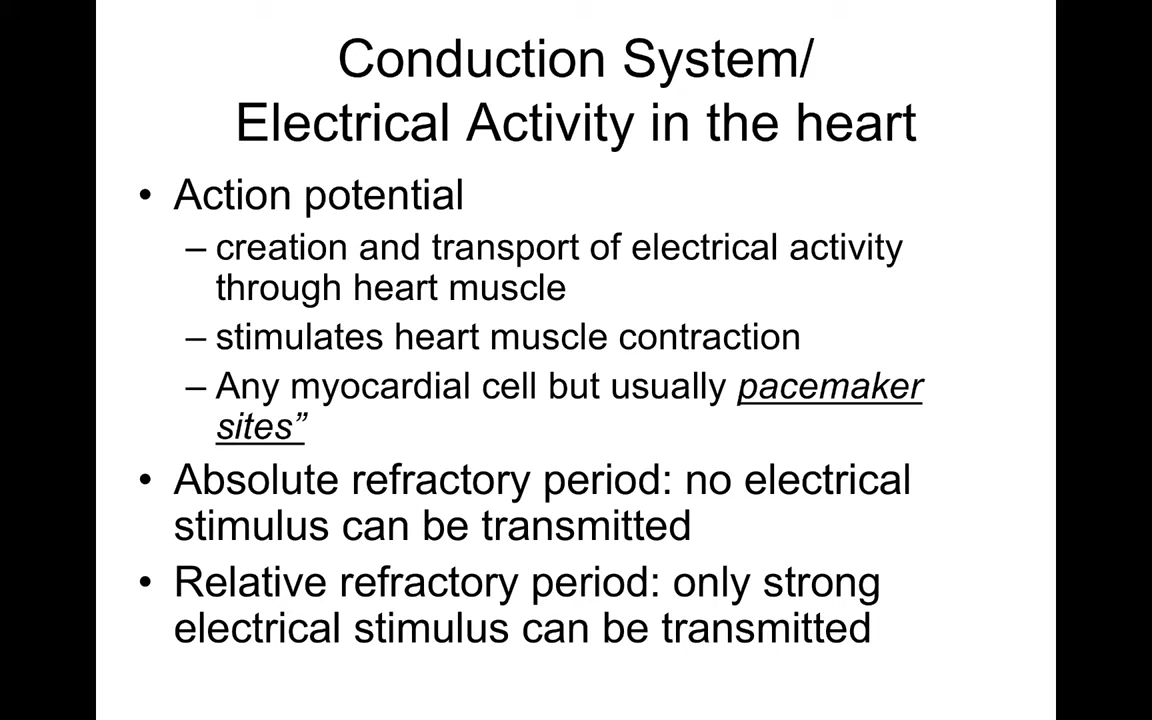 Conduction System/
Electrical Activity in the heart
• Action potential
– creation and transport of electrical activity
through heart muscle
– stimulates heart muscle contraction
– Any myocardial cell but usually pacemaker
sites”
• Absolute refractory period: no electrical
stimulus can be transmitted
• Relative refractory period: only strong
electrical stimulus can be transmitted